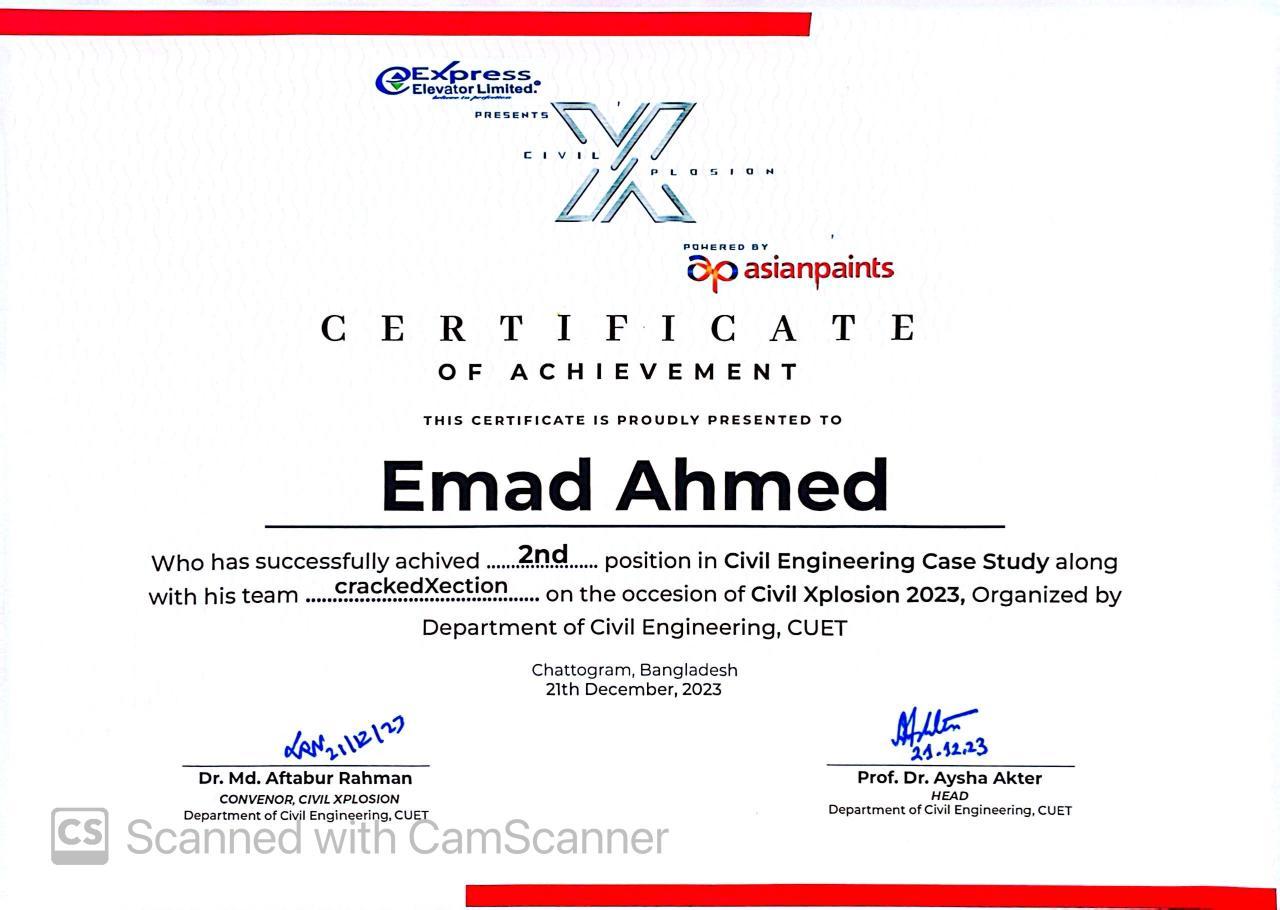 Express
Elevator Limited.
believe in perfection
PRESENTS
CIVIL
X
PLOSION
POWERED BY
ap asianpaints
CERTIFICATE
OF ACHIEVEMENT
THIS CERTIFICATE IS PROUDLY PRESENTED TO
Emad Ahmed
Who has successfully achived ......2nd...... position in Civil Engineering Case Study along
with his team ......crackedXection...... on the occesion of Civil Xplosion 2023, Organized by
Department of Civil Engineering, CUET
Chattogram, Bangladesh
21th December, 2023
21/12/23
21.12.23
Dr. Md. Aftabur Rahman
CONVENOR, CIVIL XPLOSION
Department of Civil Engineering, CUET
Prof. Dr. Aysha Akter
HEAD
Department of Civil Engineering, CUET
CS Scanned with CamScanner